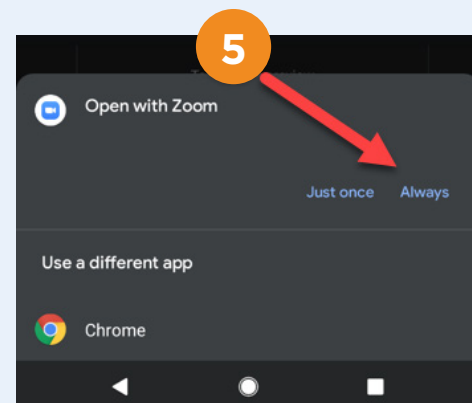 5
Open with Zoom
Just once Always
Use a different app
Chrome